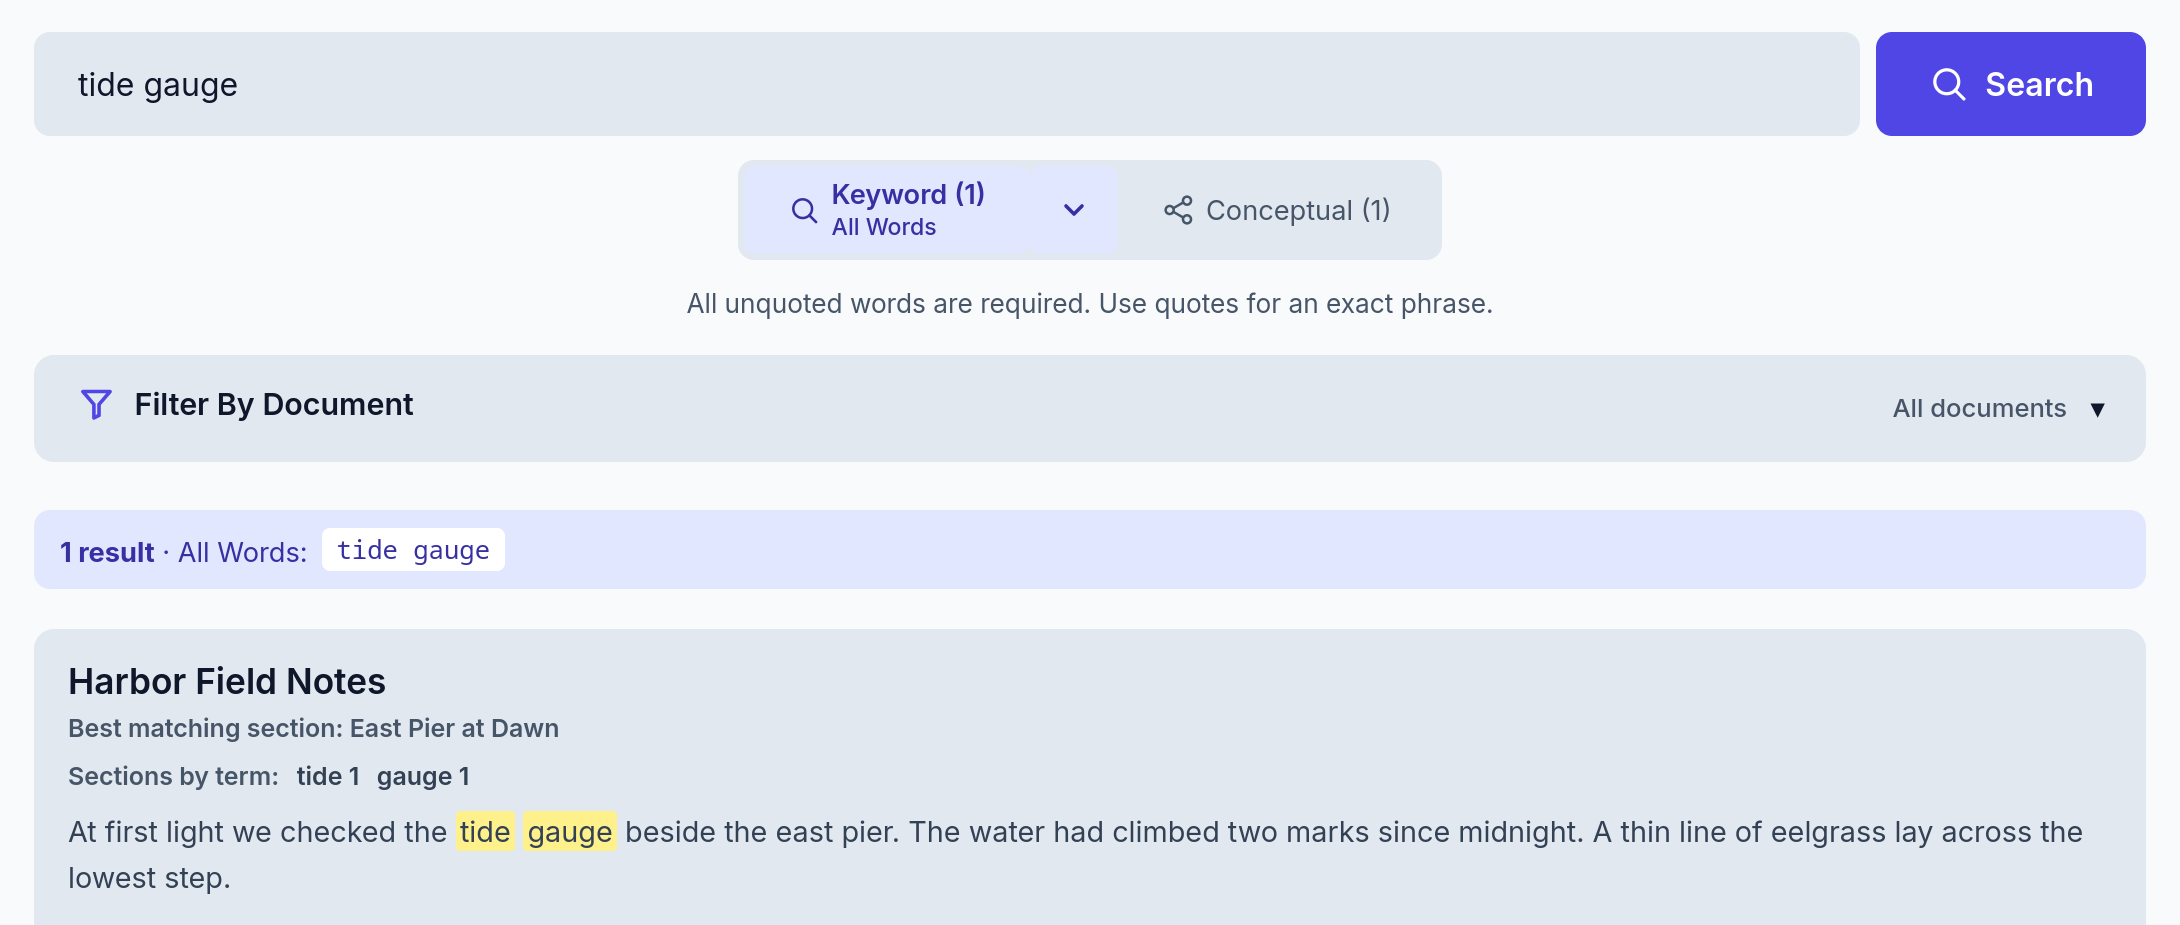 tide gauge
Search
Keyword (1)
All Words
Conceptual (1)
All unquoted words are required. Use quotes for an exact phrase.
Filter By Document
All documents ▼
1 result · All Words: tide gauge
Harbor Field Notes
Best matching section: East Pier at Dawn
Sections by term: tide 1 gauge 1
At first light we checked the tide gauge beside the east pier. The water had climbed two marks since midnight. A thin line of eelgrass lay across the
lowest step.